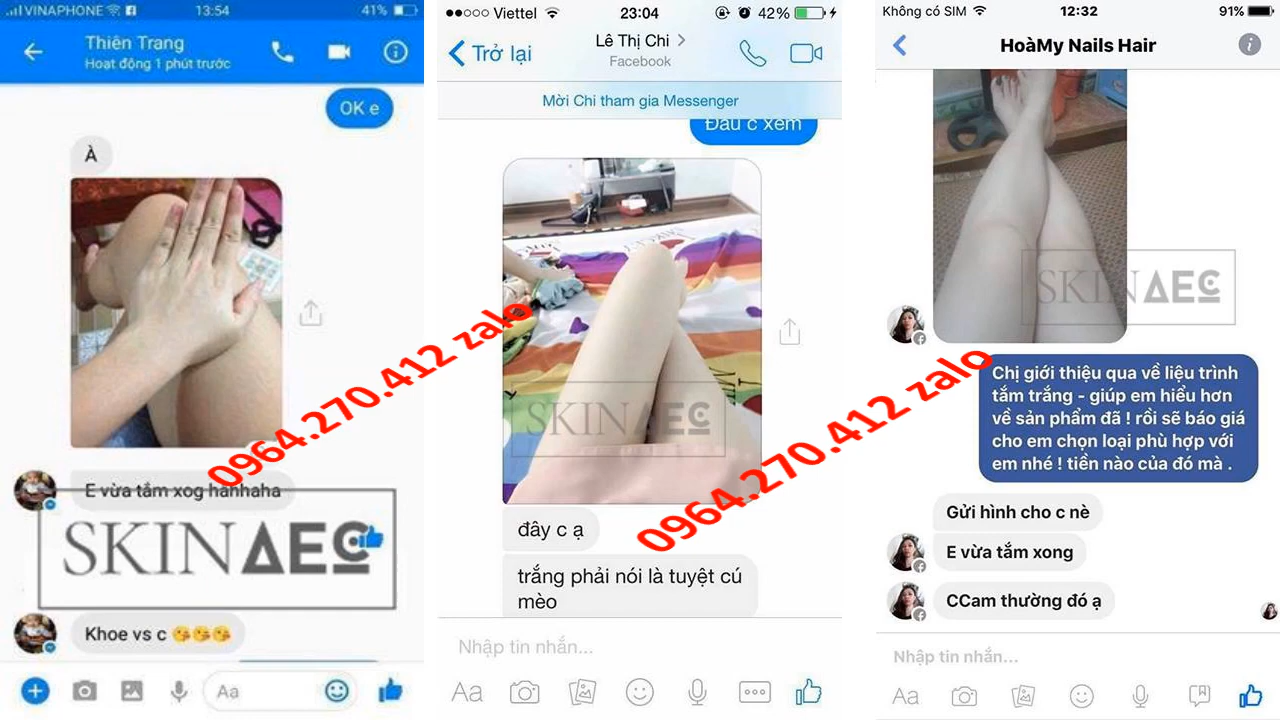 VINAPHONE
13:54
41%
Thiên Trang
Hoạt động 1 phút trước
OK e
À
E vừa tắm xog hanhaha
SKINAEC
Khoe vs c 😘😘😘
Aa
Viettel
23:04
42%
Trở lại
Lê Thị Chi
Facebook
Mời Chi tham gia Messenger
Đâu c xem
SKINAEC
đây c ạ
trắng phải nói là tuyệt cú
mèo
Nhập tin nhắn...
Aa
Không có SIM
12:32
91%
HoàMy Nails Hair
SKINAEC
Chị giới thiệu qua về liệu trình
tắm trắng - giúp em hiểu hơn
về sản phẩm đã ! rồi sẽ báo giá
cho em chọn loại phù hợp với
em nhé ! tiền nào của đó mà .
Gửi hình cho c nè
E vừa tắm xong
CCam thường đó ạ
Nhập tin nhắn...
Aa
0964.270.412 zalo
0964.270.412 zalo